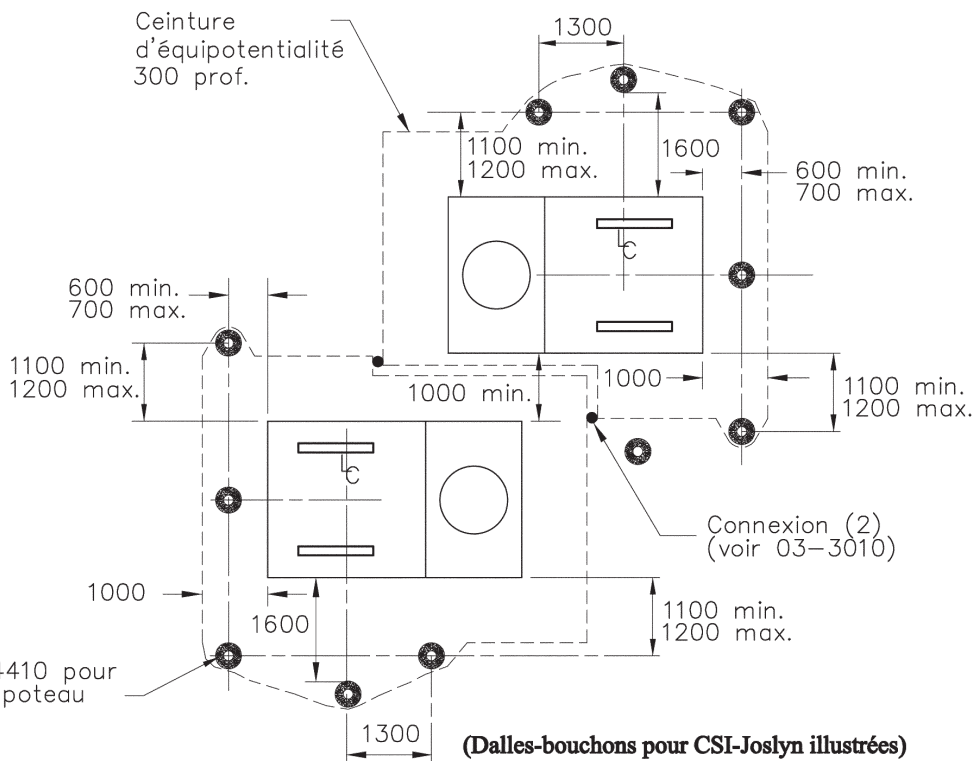 Ceinture
d'équipotentialité
300 prof.
1300
1100 min.
1200 max.
1600
600 min.
700 max.
℄
600 min.
700 max.
1100 min.
1200 max.
1000 min.
1000
1100 min.
1200 max.
℄
Connexion (2)
(voir 03-3010)
1000
1600
1100 min.
1200 max.
410 pour
poteau
1300
(Dalles-bouchons pour CSI-Joslyn illustrées)